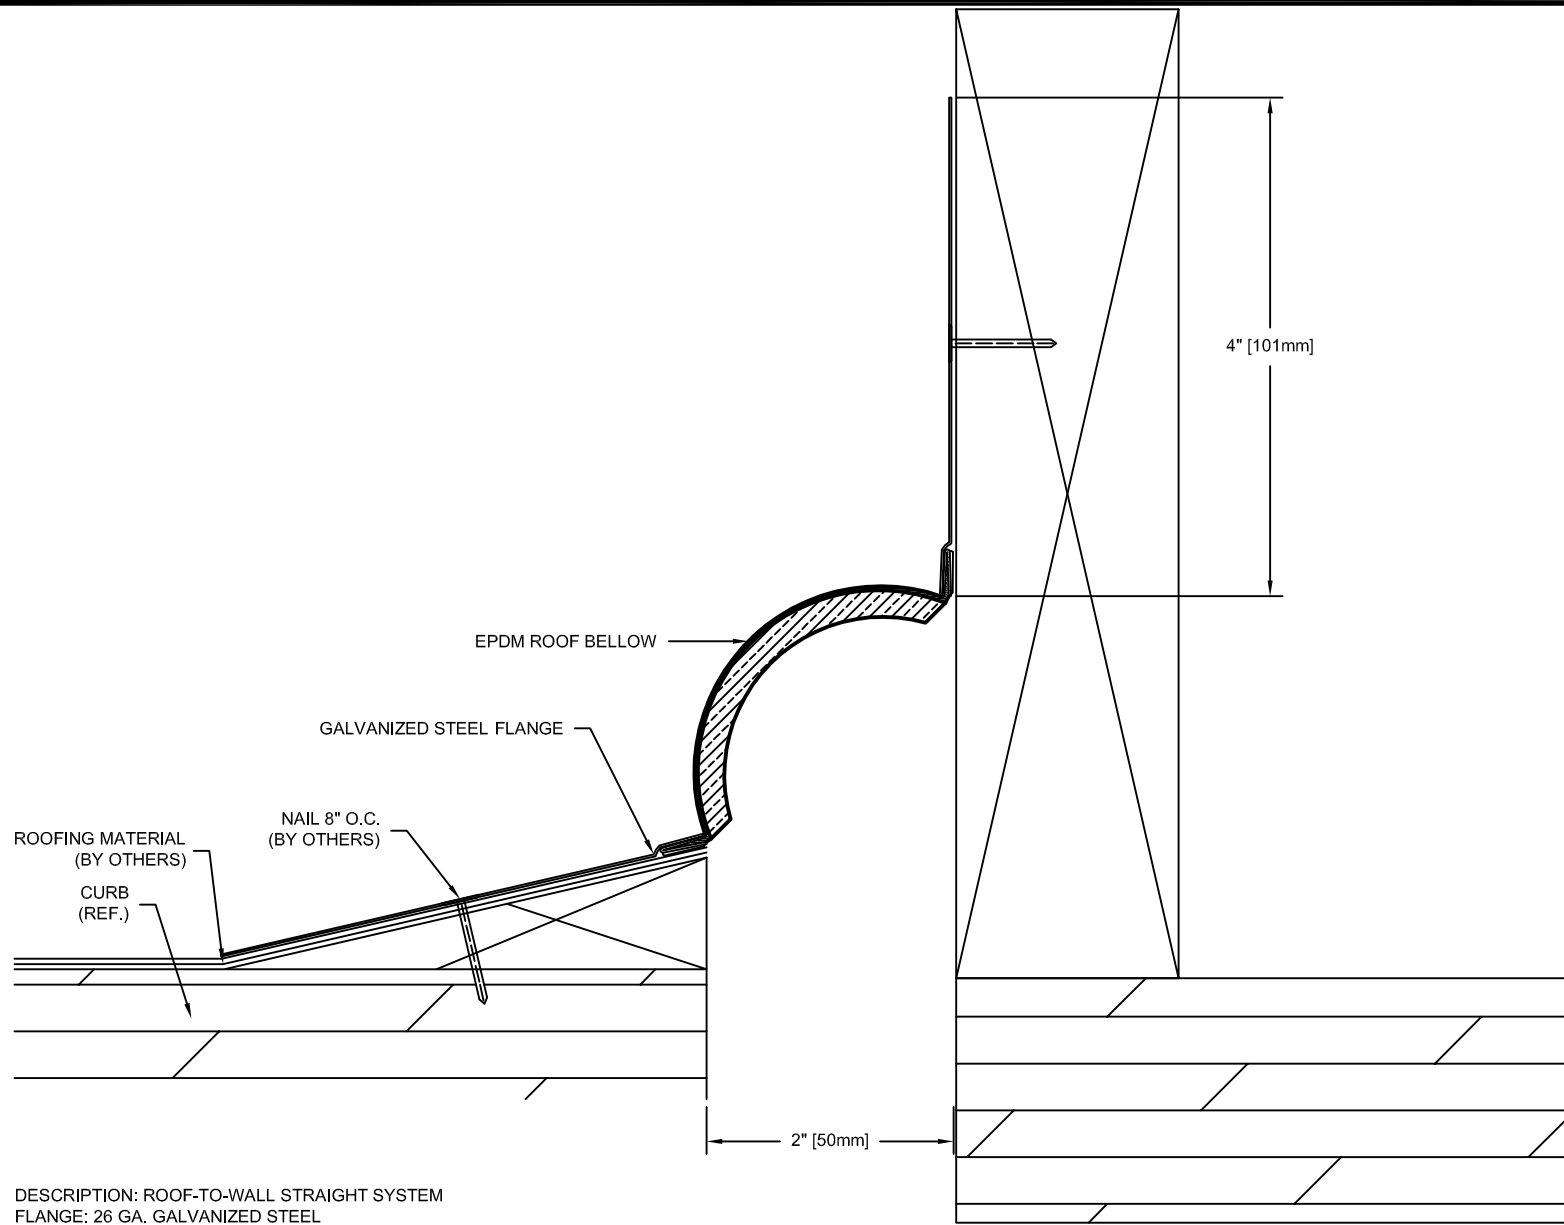 4" [101mm]
EPDM ROOF BELLOW
GALVANIZED STEEL FLANGE
NAIL 8" O.C.
(BY OTHERS)
ROOFING MATERIAL
(BY OTHERS)
CURB
(REF.)
2" [50mm]
DESCRIPTION: ROOF-TO-WALL STRAIGHT SYSTEM
FLANGE: 26 GA. GALVANIZED STEEL